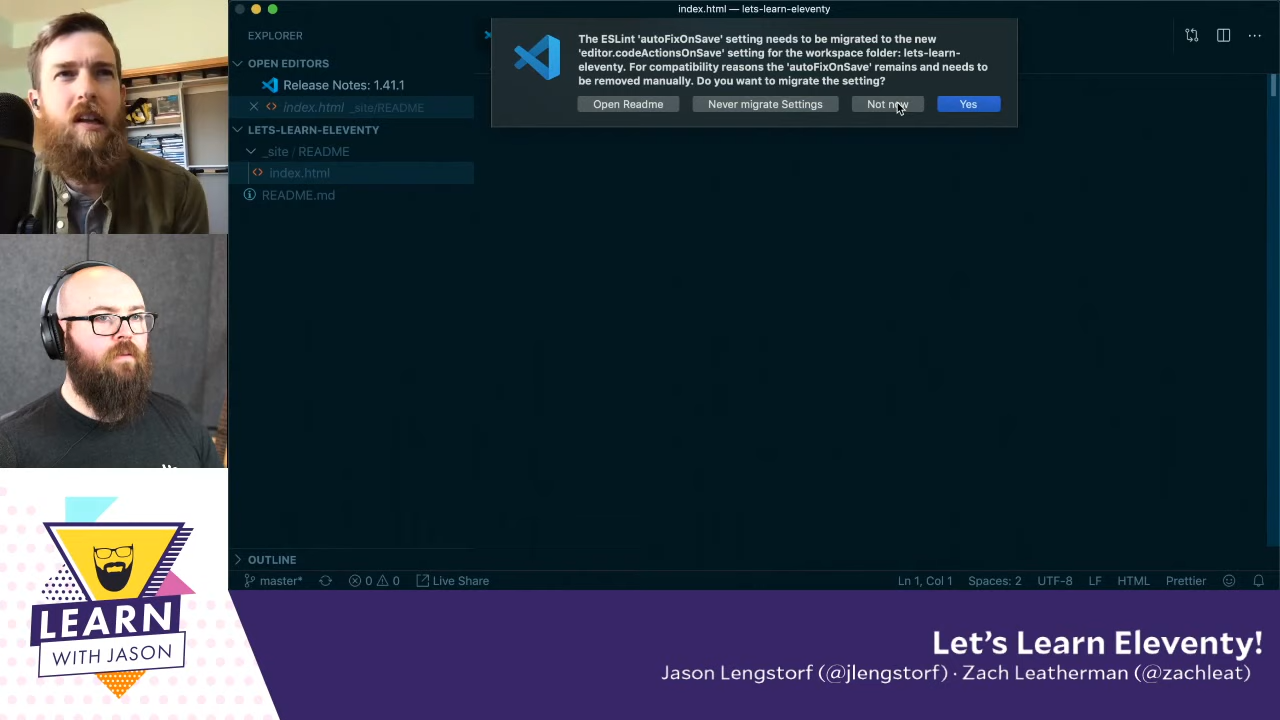 index.html — lets-learn-eleventy
EXPLORER
OPEN EDITORS
Release Notes: 1.41.1
index.html _site/README
LETS-LEARN-ELEVENTY
_site / README
index.html
README.md
The ESLint 'autoFixOnSave' setting needs to be migrated to the new
'editor.codeActionsOnSave' setting for the workspace folder: lets-learn-
eleventy. For compatibility reasons the 'autoFixOnSave' remains and needs to
be removed manually. Do you want to migrate the setting?
Open Readme
Never migrate Settings
Not now
Yes
OUTLINE
master*
0
0
Live Share
Ln 1, Col 1
Spaces: 2
UTF-8
LF
HTML
Prettier
LEARN
WITH JASON
Let's Learn Eleventy!
Jason Lengstorf (@jlengstorf) · Zach Leatherman (@zachleat)